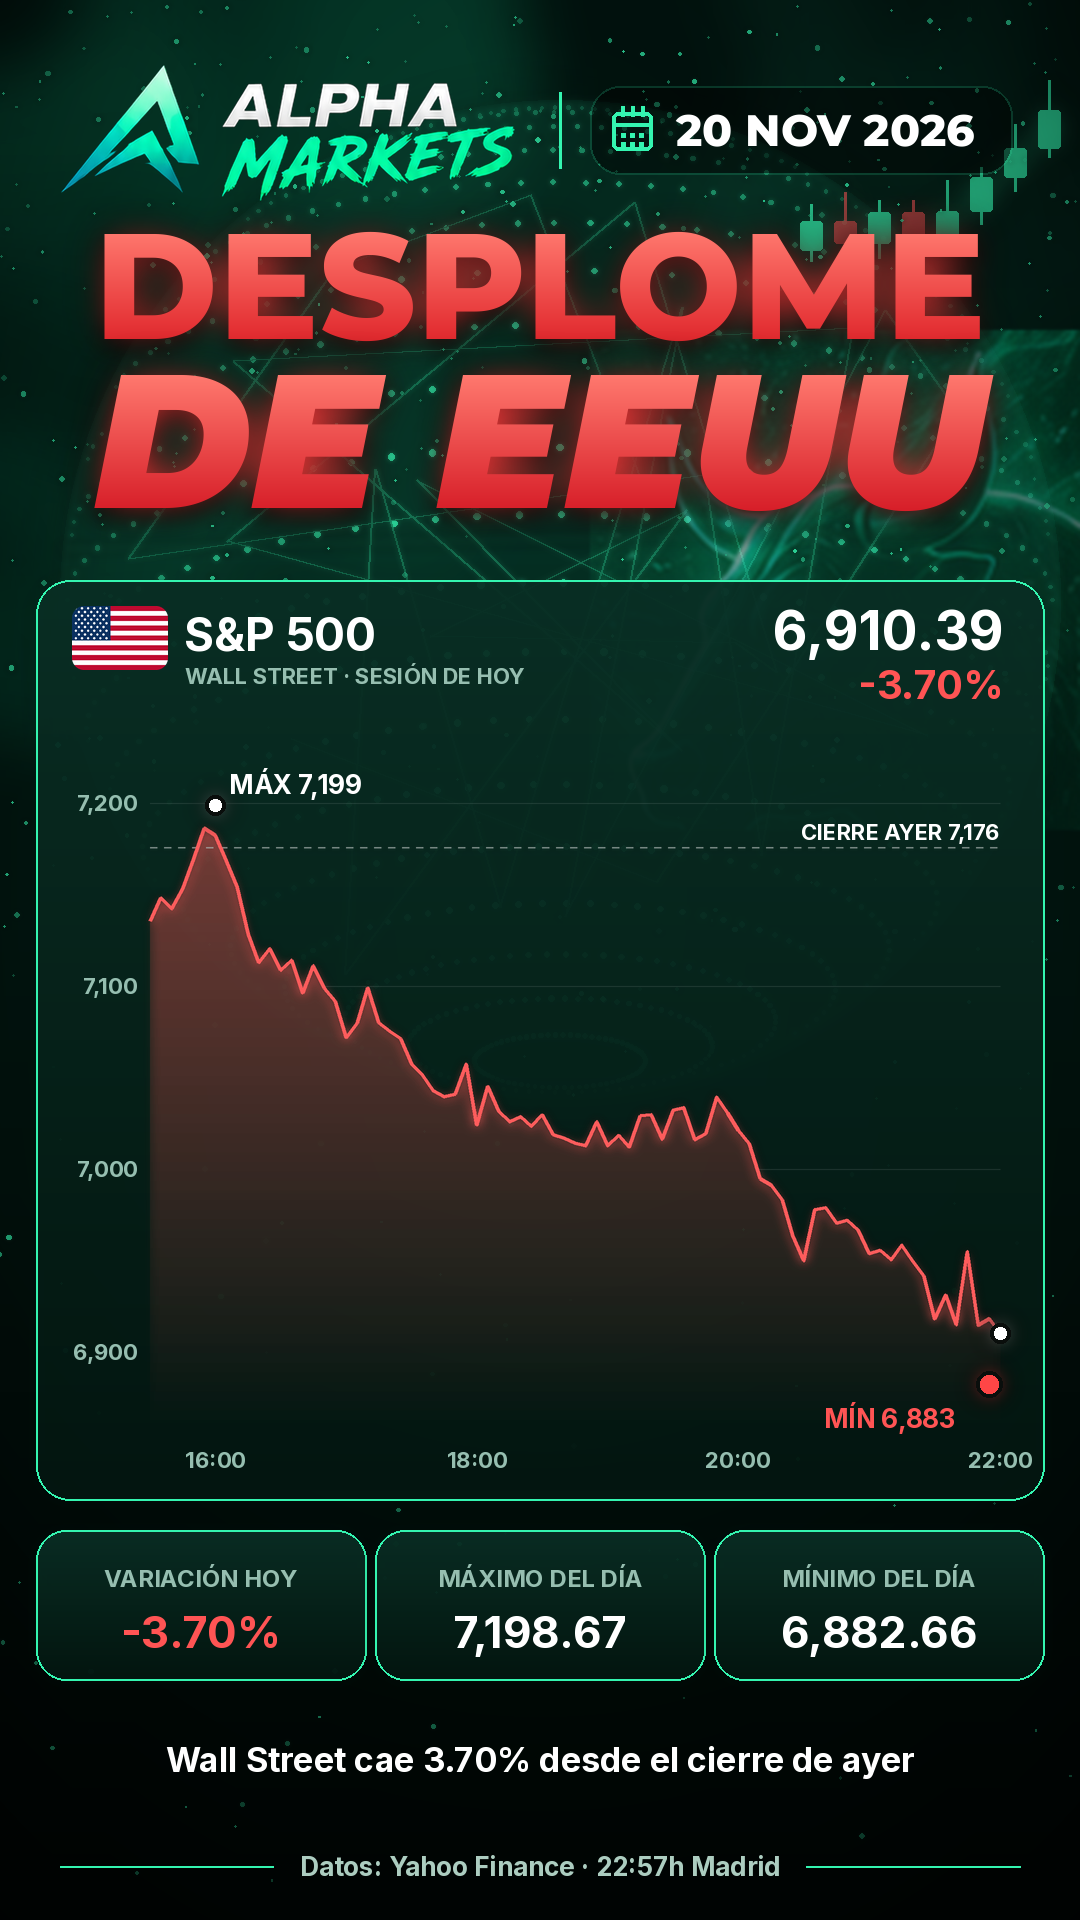 ALPHA
MARKETS
20 NOV 2026
DESPLOME
DE EEUU
S&P 500
6,910.39
WALL STREET · SESIÓN DE HOY
-3.70%
MÁX 7,199
7,200
CIERRE AYER 7,176
7,100
7,000
6,900
MÍN 6,883
16:00
18:00
20:00
22:00
VARIACIÓN HOY
-3.70%
MÁXIMO DEL DÍA
7,198.67
MÍNIMO DEL DÍA
6,882.66
Wall Street cae 3.70% desde el cierre de ayer
Datos: Yahoo Finance · 22:57h Madrid